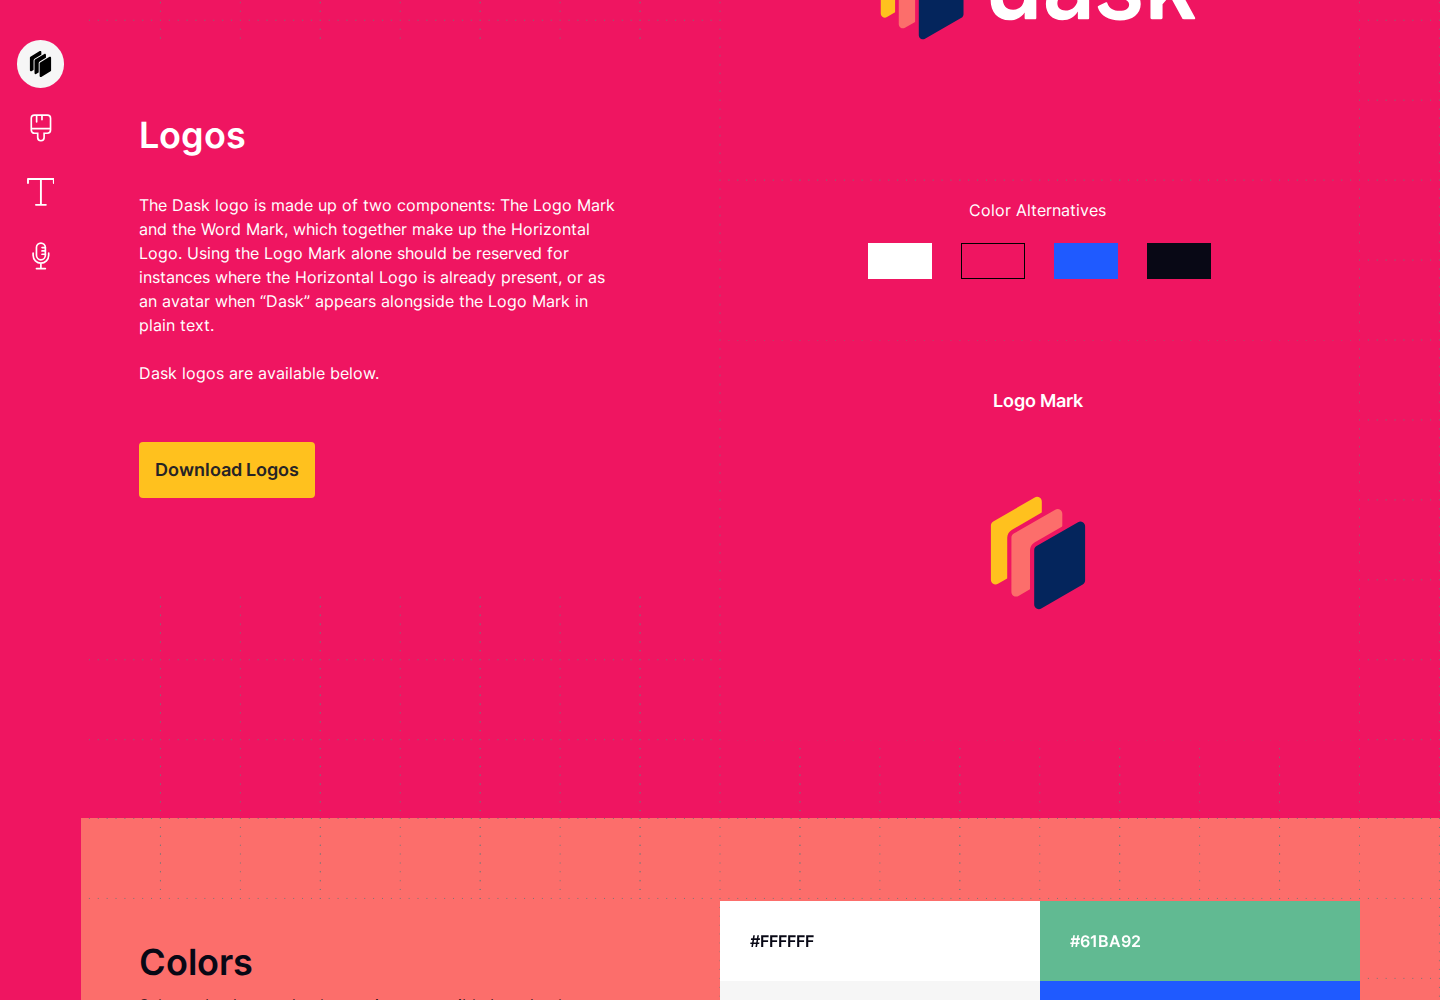 dask
Logos
The Dask logo is made up of two components: The Logo Mark
and the Word Mark, which together make up the Horizontal
Logo. Using the Logo Mark alone should be reserved for
instances where the Horizontal Logo is already present, or as
an avatar when “Dask” appears alongside the Logo Mark in
plain text.
Dask logos are available below.
Download Logos
Color Alternatives
Logo Mark
Colors
#FFFFFF
#61BA92